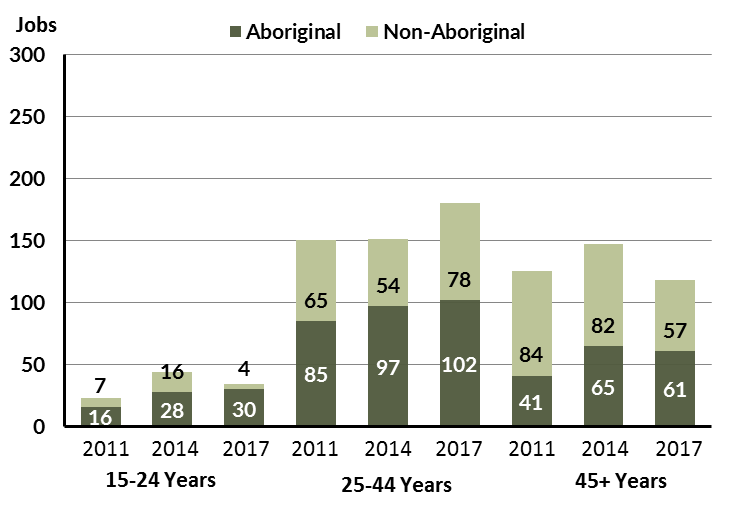 Jobs
Aboriginal Non-Aboriginal
300
250
200
150
100
50
0
7 16 4 65 54 78 84 82 57
16 28 30 85 97 102 41 65 61
2011 2014 2017 2011 2014 2017 2011 2014 2017
15-24 Years 25-44 Years 45+ Years